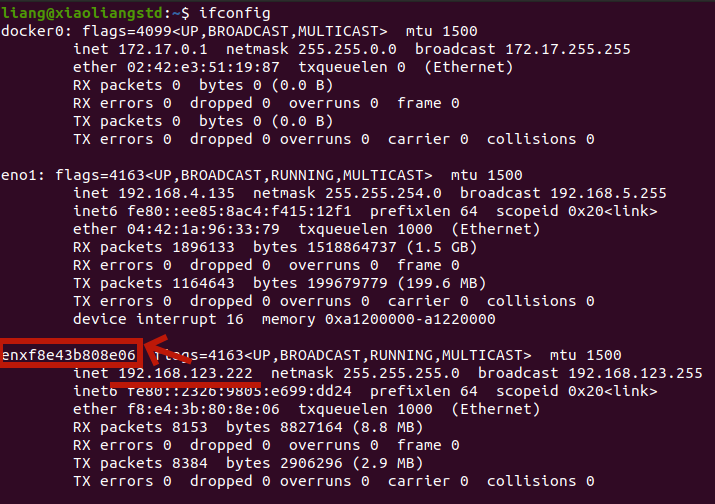 liang@xiaoliangstd:~$ ifconfig
docker0: flags=4099<UP,BROADCAST,MULTICAST>  mtu 1500
        inet 172.17.0.1  netmask 255.255.0.0  broadcast 172.17.255.255
        ether 02:42:e3:51:19:87  txqueuelen 0  (Ethernet)
        RX packets 0  bytes 0 (0.0 B)
        RX errors 0  dropped 0  overruns 0  frame 0
        TX packets 0  bytes 0 (0.0 B)
        TX errors 0  dropped 0 overruns 0  carrier 0  collisions 0

eno1: flags=4163<UP,BROADCAST,RUNNING,MULTICAST>  mtu 1500
        inet 192.168.4.135  netmask 255.255.254.0  broadcast 192.168.5.255
        inet6 fe80::ee85:8ac4:f415:12f1  prefixlen 64  scopeid 0x20<link>
        ether 04:42:1a:96:33:79  txqueuelen 1000  (Ethernet)
        RX packets 1896133  bytes 1518864737 (1.5 GB)
        RX errors 0  dropped 0  overruns 0  frame 0
        TX packets 1164643  bytes 199679779 (199.6 MB)
        TX errors 0  dropped 0 overruns 0  carrier 0  collisions 0
        device interrupt 16  memory 0xa1200000-a1220000

enxf8e43b808e06: flags=4163<UP,BROADCAST,RUNNING,MULTICAST>  mtu 1500
        inet 192.168.123.222  netmask 255.255.255.0  broadcast 192.168.123.255
        inet6 fe80::2326:9805:e699:dd24  prefixlen 64  scopeid 0x20<link>
        ether f8:e4:3b:80:8e:06  txqueuelen 1000  (Ethernet)
        RX packets 8153  bytes 8827164 (8.8 MB)
        RX errors 0  dropped 0  overruns 0  frame 0
        TX packets 8384  bytes 2906296 (2.9 MB)
        TX errors 0  dropped 0 overruns 0  carrier 0  collisions 0